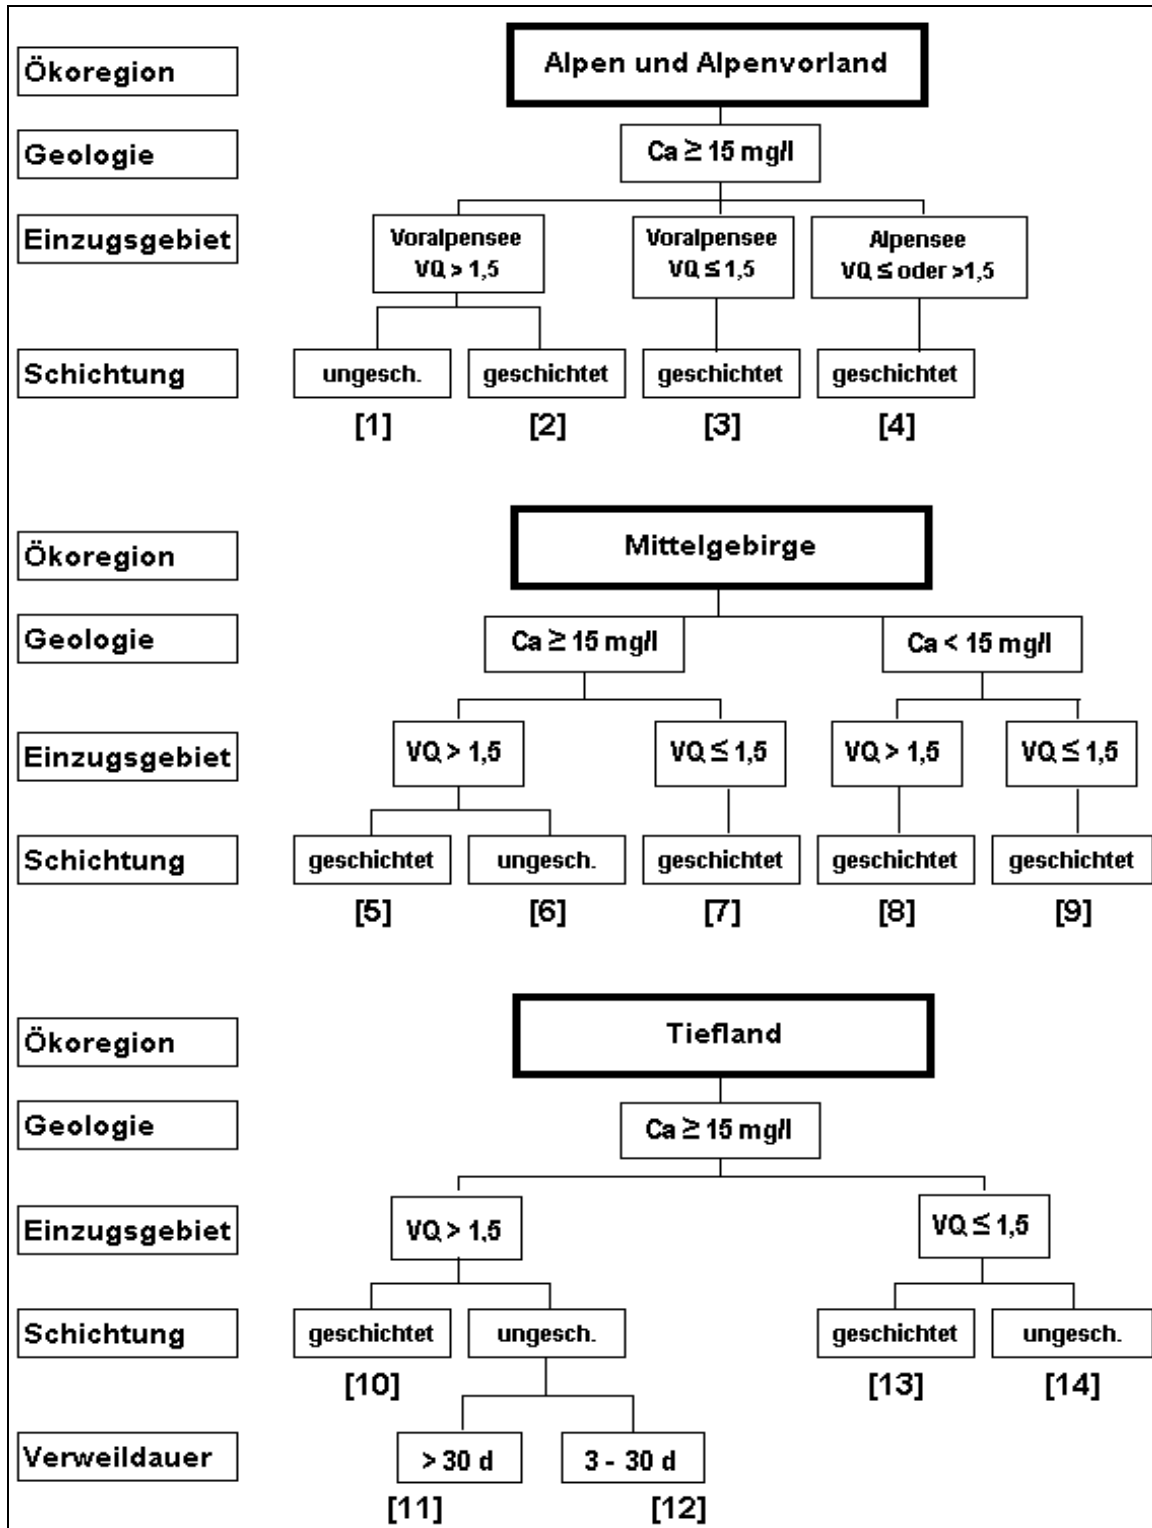 Ökoregion
Alpen und Alpenvorland
Geologie
Ca ≥ 15 mg/l
Einzugsgebiet
Voralpensee
VQ > 1,5
Voralpensee
VQ ≤ 1,5
Alpensee
VQ ≤ oder >1,5
Schichtung
ungesch.
geschichtet
geschichtet
geschichtet
[1]
[2]
[3]
[4]
Ökoregion
Mittelgebirge
Geologie
Ca ≥ 15 mg/l
Ca < 15 mg/l
Einzugsgebiet
VQ > 1,5
VQ ≤ 1,5
VQ > 1,5
VQ ≤ 1,5
Schichtung
geschichtet
ungesch.
geschichtet
geschichtet
geschichtet
[5]
[6]
[7]
[8]
[9]
Ökoregion
Tiefland
Geologie
Ca ≥ 15 mg/l
Einzugsgebiet
VQ > 1,5
VQ ≤ 1,5
Schichtung
geschichtet
ungesch.
geschichtet
ungesch.
[10]
[13]
[14]
Verweildauer
> 30 d
3 - 30 d
[11]
[12]